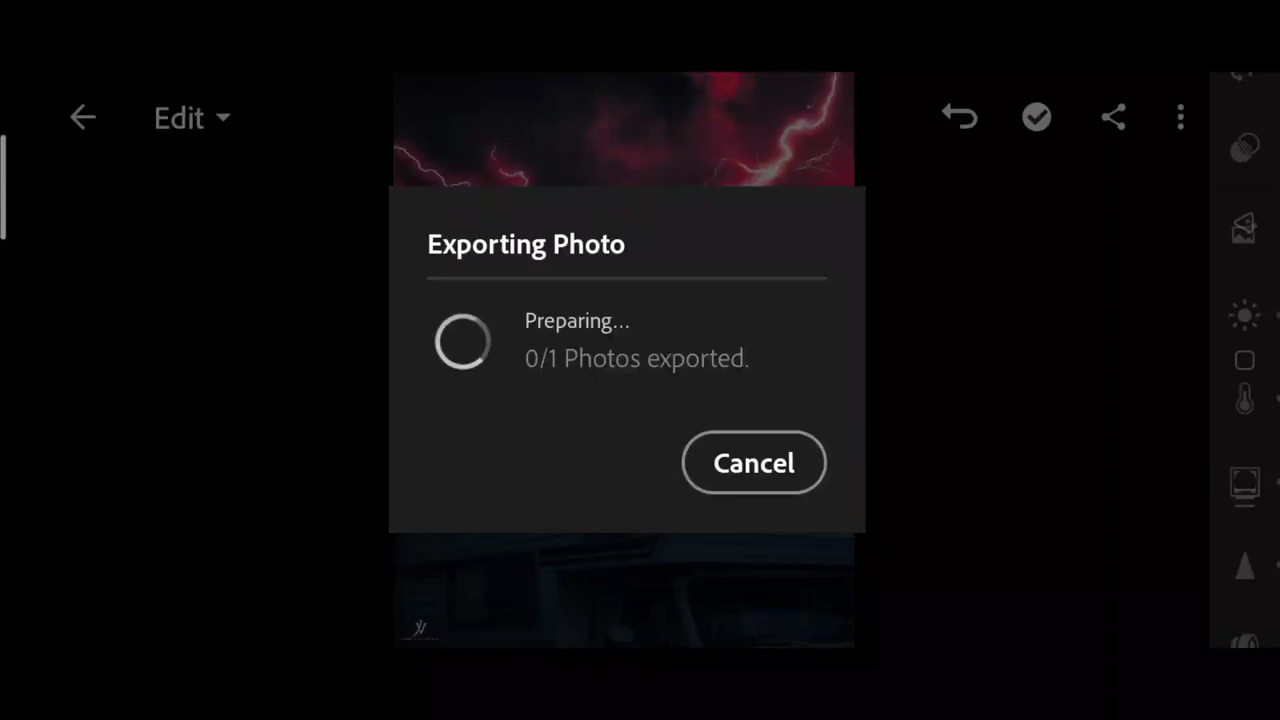 Edit
Exporting Photo
Preparing...
0/1 Photos exported.
Cancel